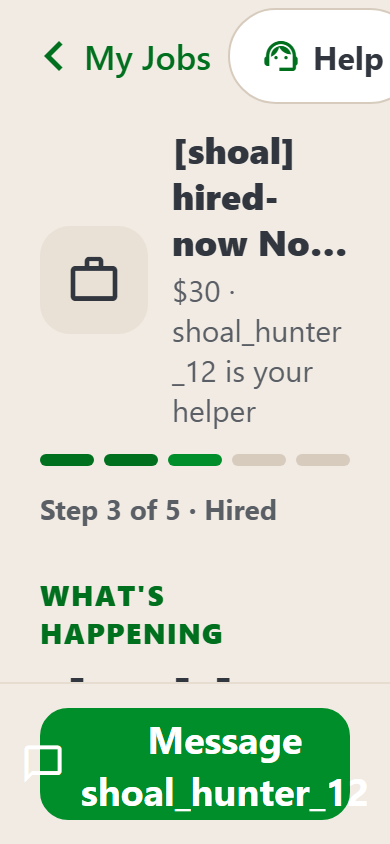 My Jobs
Help
[shoal]
hired-
now No...
$30 ·
shoal_hunter
_12 is your
helper
Step 3 of 5 · Hired
WHAT'S
HAPPENING
Message
shoal_hunter_12